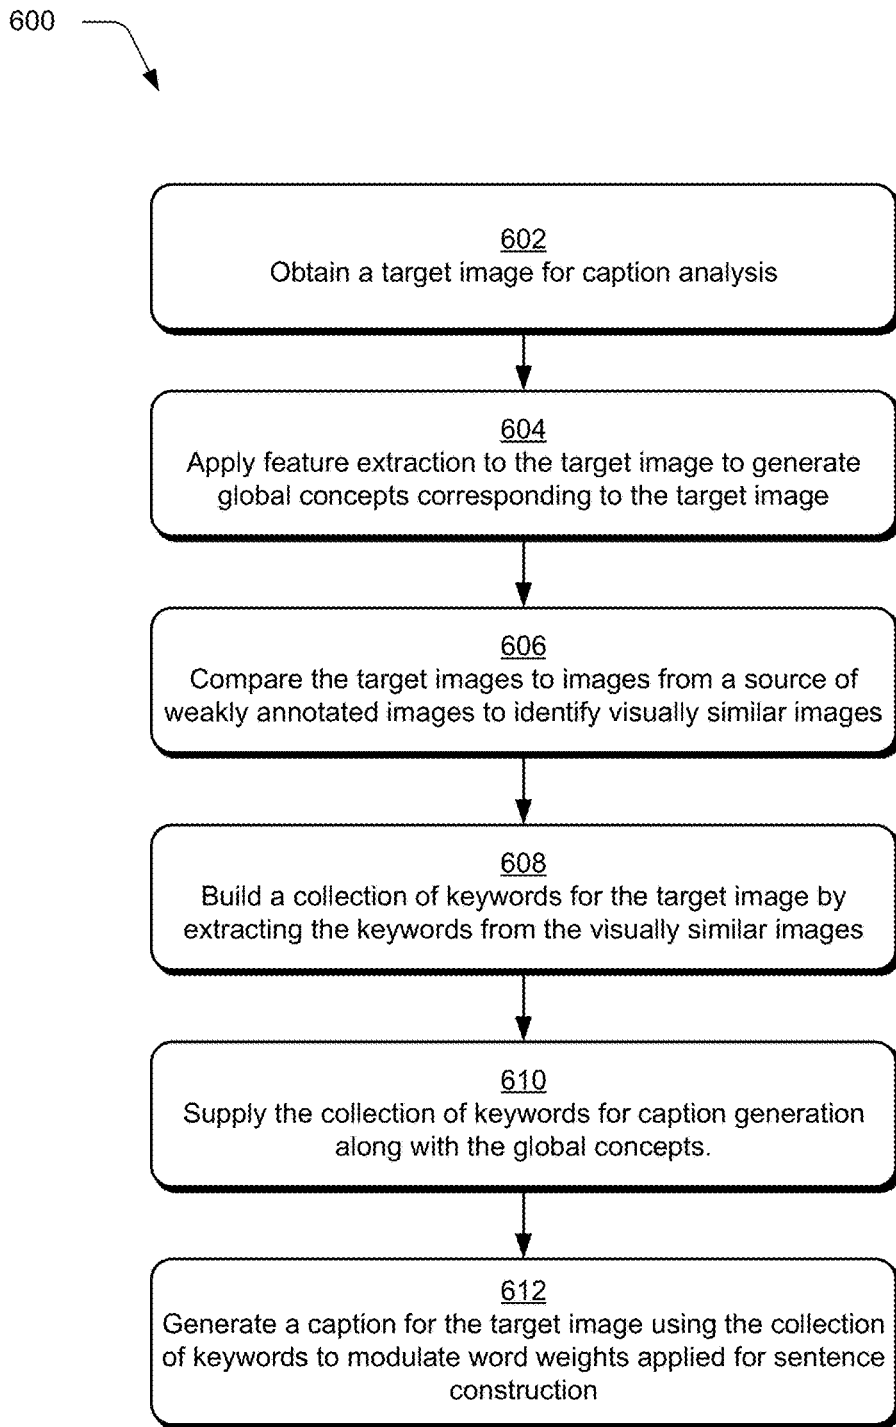 600
602
Obtain a target image for caption analysis
604
Apply feature extraction to the target image to generate
global concepts corresponding to the target image
606
Compare the target images to images from a source of
weakly annotated images to identify visually similar images
608
Build a collection of keywords for the target image by
extracting the keywords from the visually similar images
610
Supply the collection of keywords for caption generation
along with the global concepts.
612
Generate a caption for the target image using the collection
of keywords to modulate word weights applied for sentence
construction